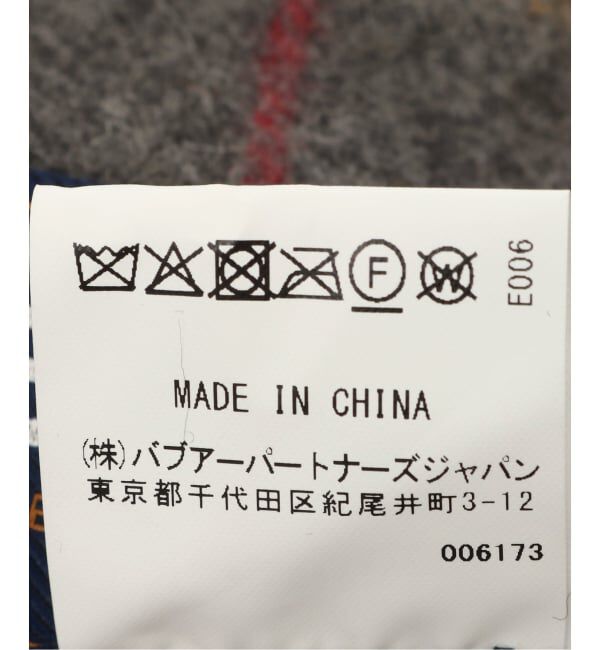 F W E006
MADE IN CHINA
(株)バブアーパートナーズジャパン
東京都千代田区紀尾井町3-12
006173